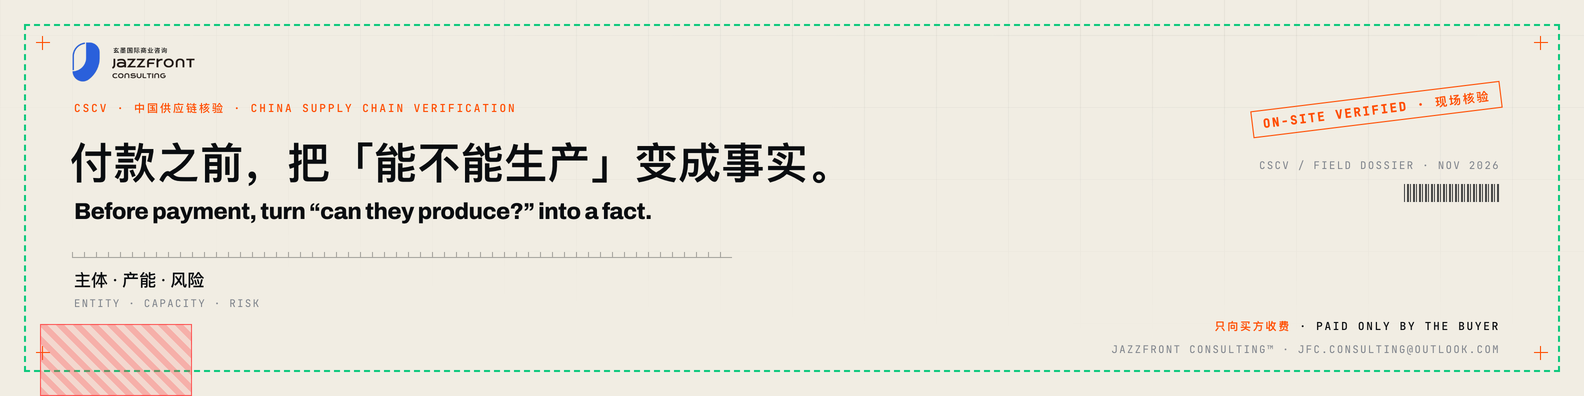 玄墨国际商业咨询
JAZZFRONT
CONSULTING
CSCV · 中国供应链核验 · CHINA SUPPLY CHAIN VERIFICATION
付款之前，把「能不能生产」变成事实。
Before payment, turn “can they produce?” into a fact.
主体 · 产能 · 风险
ENTITY · CAPACITY · RISK
ON-SITE VERIFIED · 现场核验
CSCV / FIELD DOSSIER · NOV 2026
只向买方收费 · PAID ONLY BY THE BUYER
JAZZFRONT CONSULTING™ · JFC.CONSULTING@OUTLOOK.COM